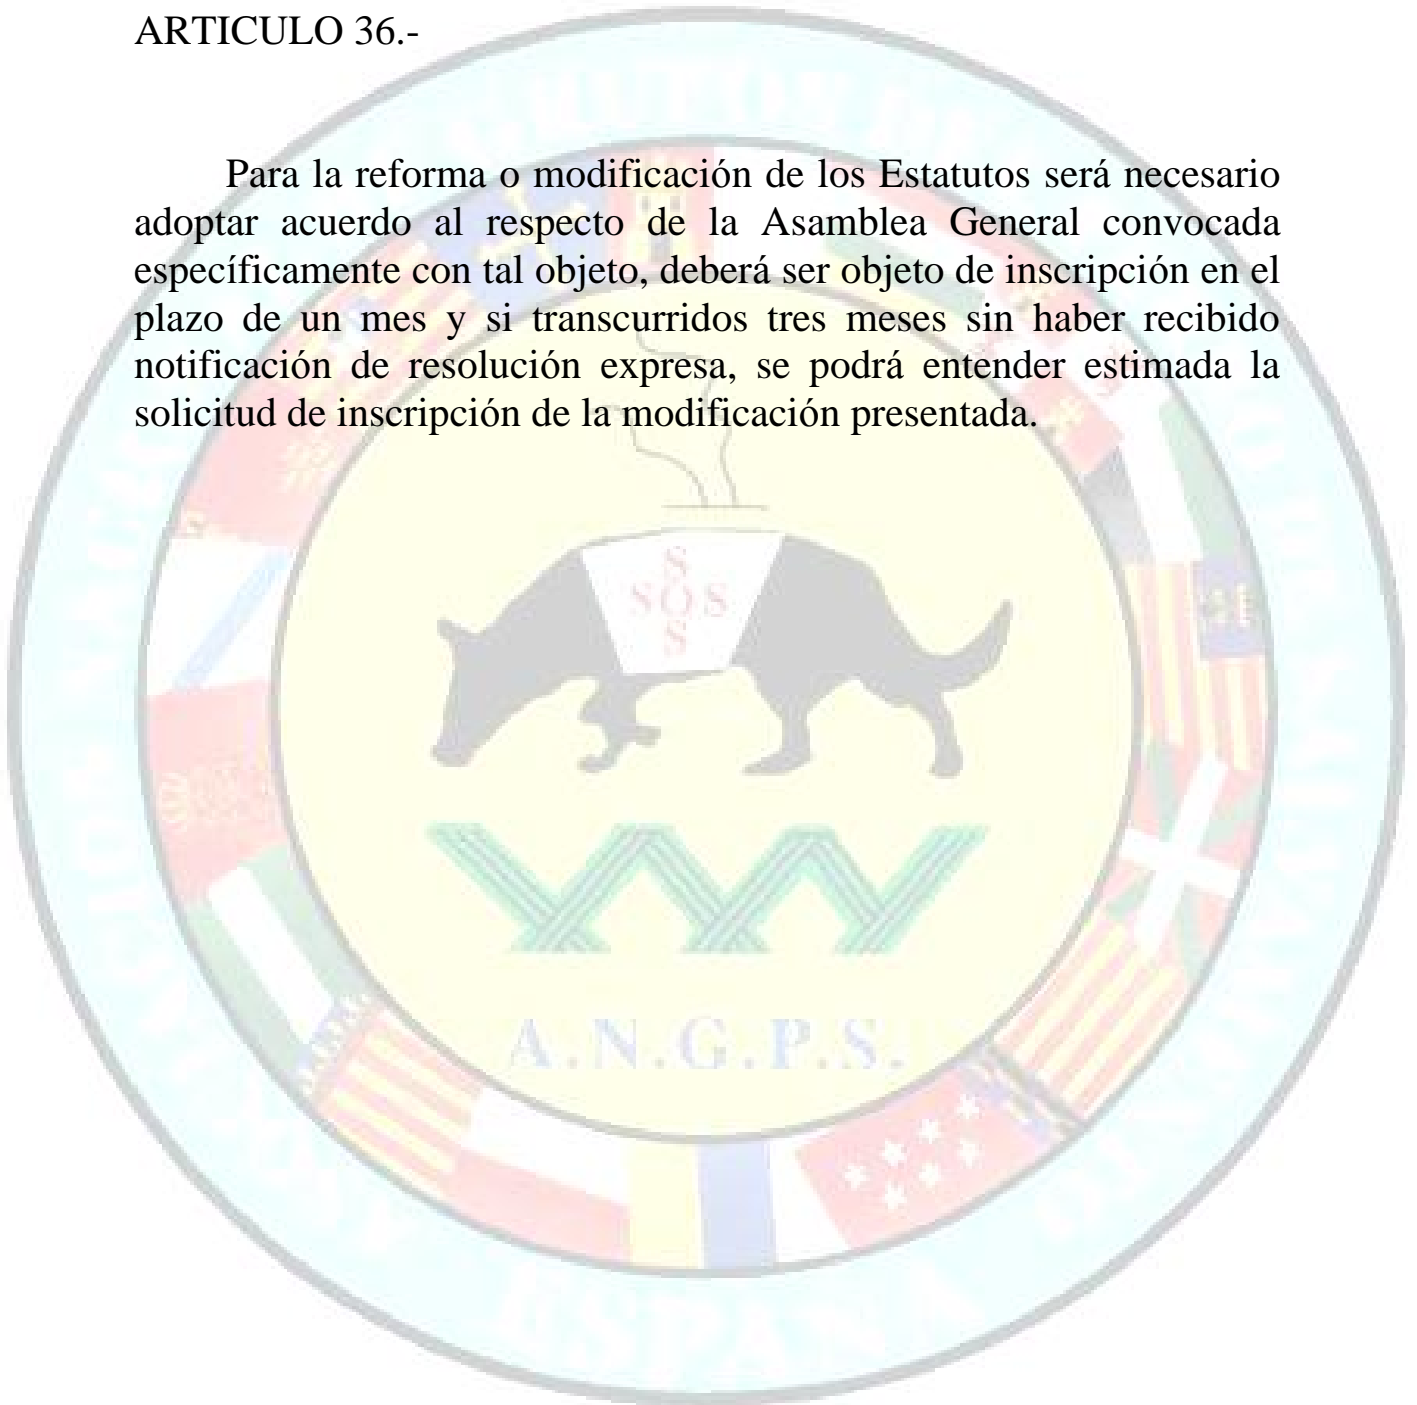 ARTICULO 36.-
Para la reforma o modificación de los Estatutos será necesario
adoptar acuerdo al respecto de la Asamblea General convocada
específicamente con tal objeto, deberá ser objeto de inscripción en el
plazo de un mes y si transcurridos tres meses sin haber recibido
notificación de resolución expresa, se podrá entender estimada la
solicitud de inscripción de la modificación presentada.
S
SOS
S
A.N.G.P.S.
ESPAÑA